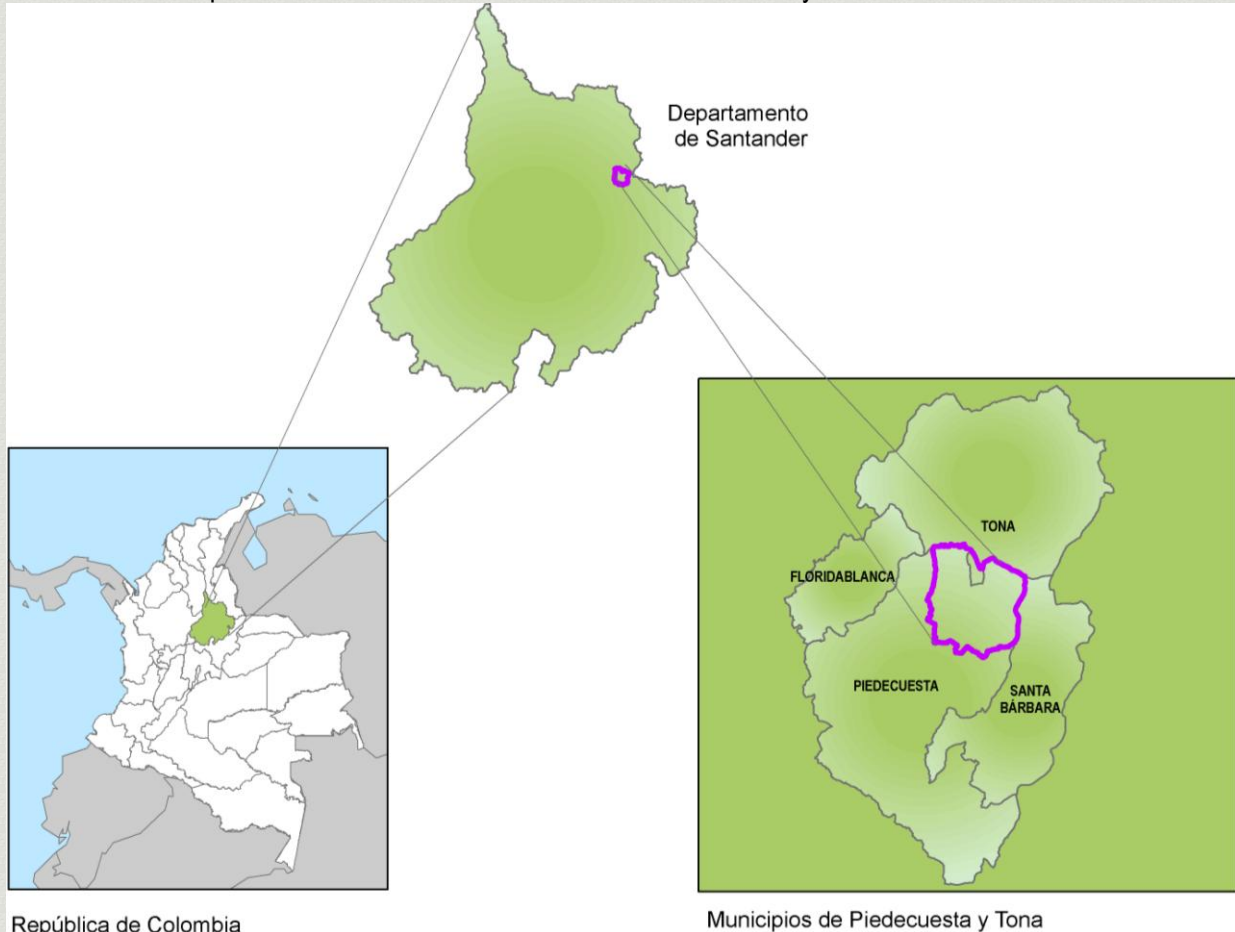 Departamento
de Santander
TONA
FLORIDABLANCA
PIEDECUESTA
SANTA
BÁRBARA
República de Colombia
Municipios de Piedecuesta y Tona